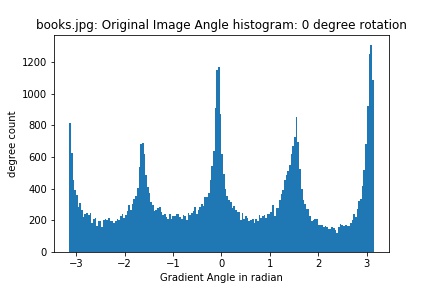 books.jpg: Original Image Angle histogram: 0 degree rotation
1200
1000
800
600
400
200
0
degree count
−3 −2 −1 0 1 2 3
Gradient Angle in radian